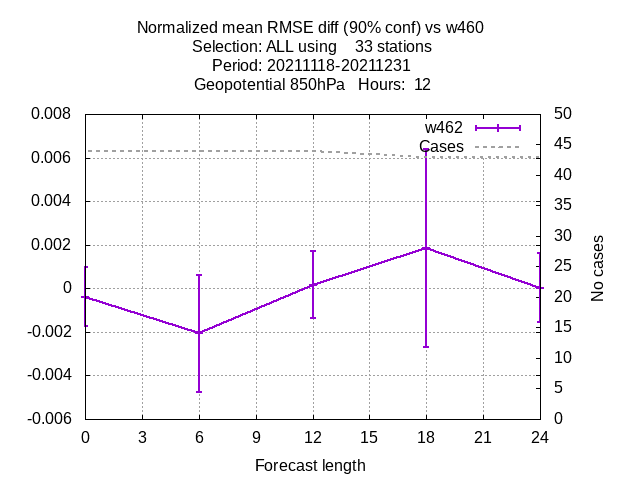 Normalized mean RMSE diff (90% conf) vs w460
Selection: ALL using    33 stations
Period: 20211118-20211231
Geopotential 850hPa   Hours:  12
0.008
0.006
0.004
0.002
0
-0.002
-0.004
-0.006
w462
Cases
50
45
40
35
30
25
20
15
10
5
0
No cases
0 3 6 9 12 15 18 21 24
Forecast length